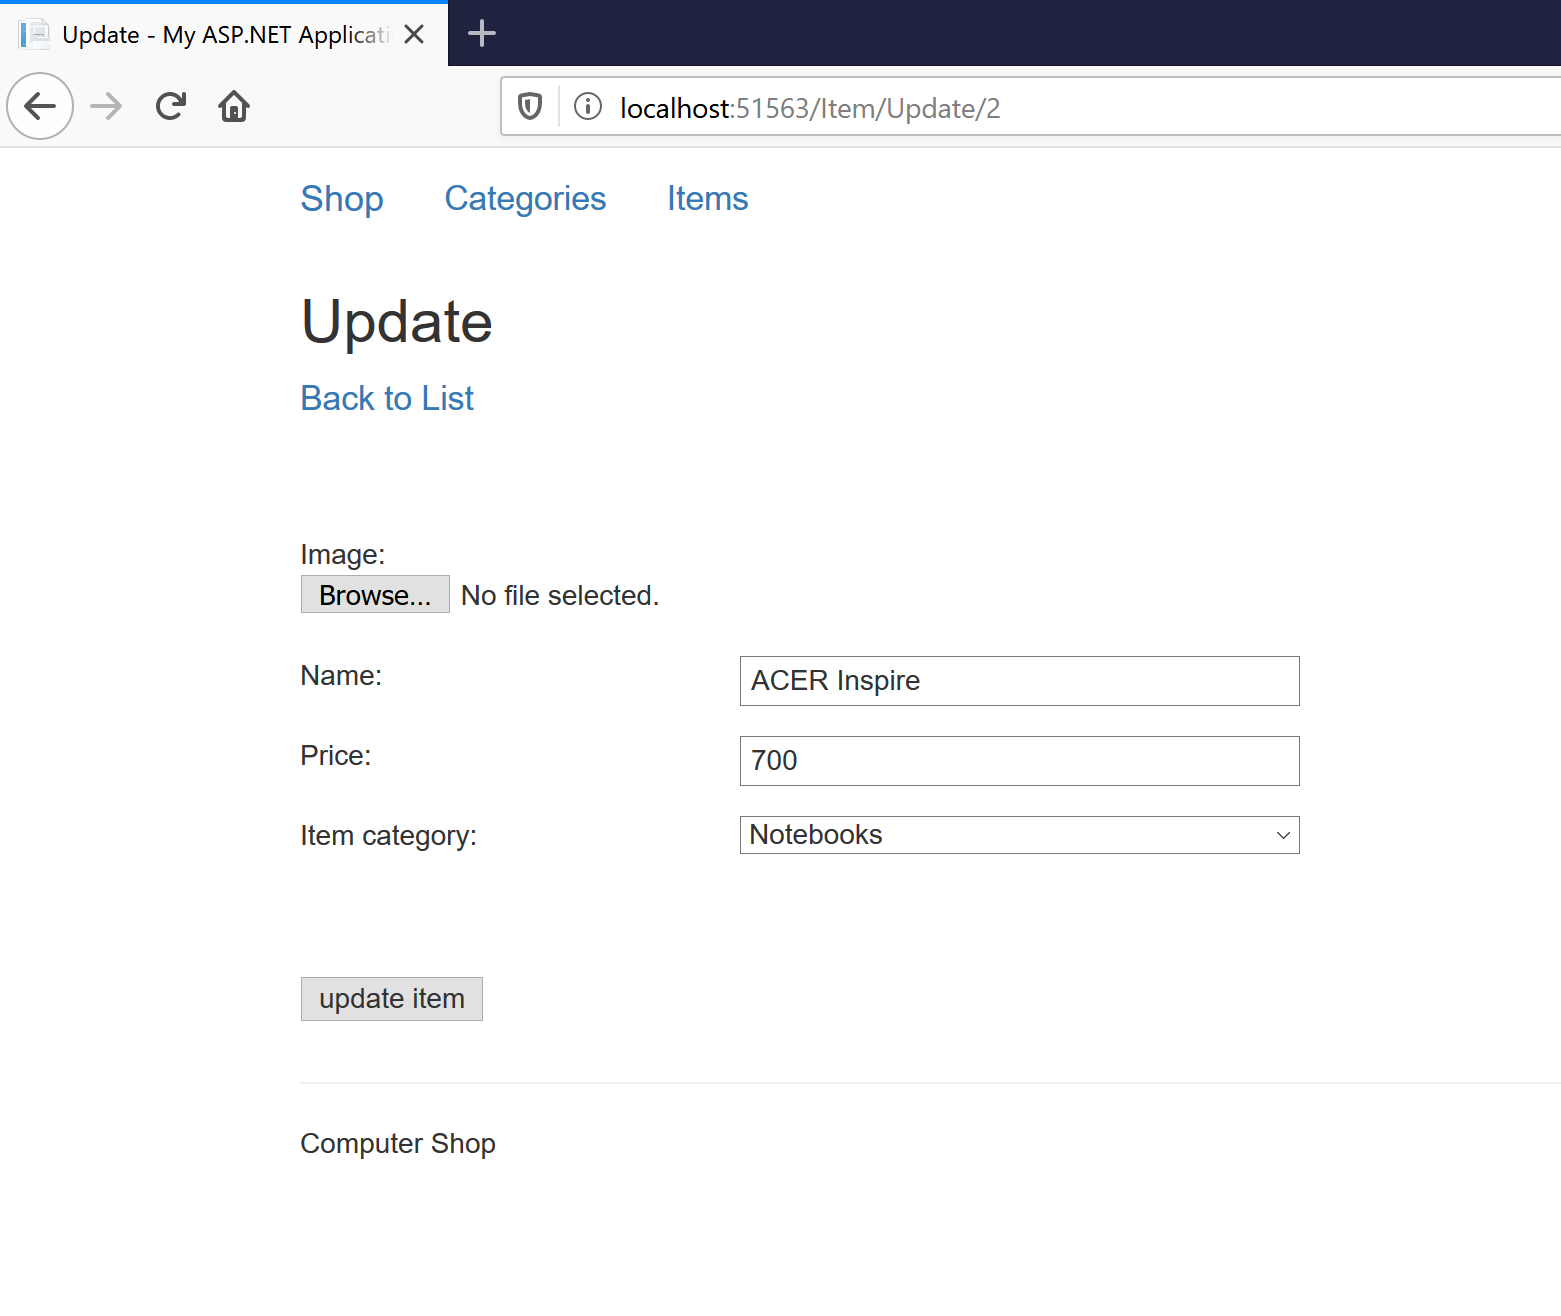 Update - My ASP.NET Applicati
localhost:51563/Item/Update/2
Shop Categories Items
Update
Back to List
Image:
Browse... No file selected.
Name: ACER Inspire
Price: 700
Item category: Notebooks
update item
Computer Shop